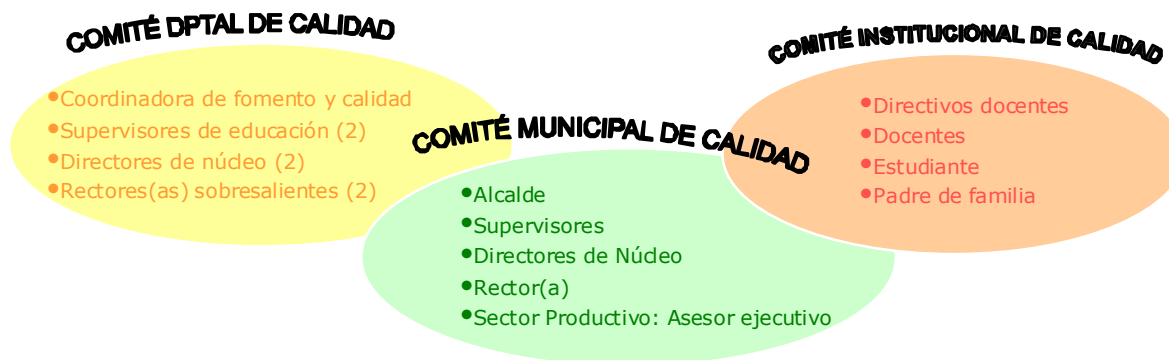 COMITÉ DPTAL DE CALIDAD
•Coordinadora de fomento y calidad
•Supervisores de educación (2)
•Directores de núcleo (2)
•Rectores(as) sobresalientes (2)
COMITÉ MUNICIPAL DE CALIDAD
•Alcalde
•Supervisores
•Directores de Núcleo
•Rector(a)
•Sector Productivo: Asesor ejecutivo
COMITÉ INSTITUCIONAL DE CALIDAD
•Directivos docentes
•Docentes
•Estudiante
•Padre de familia